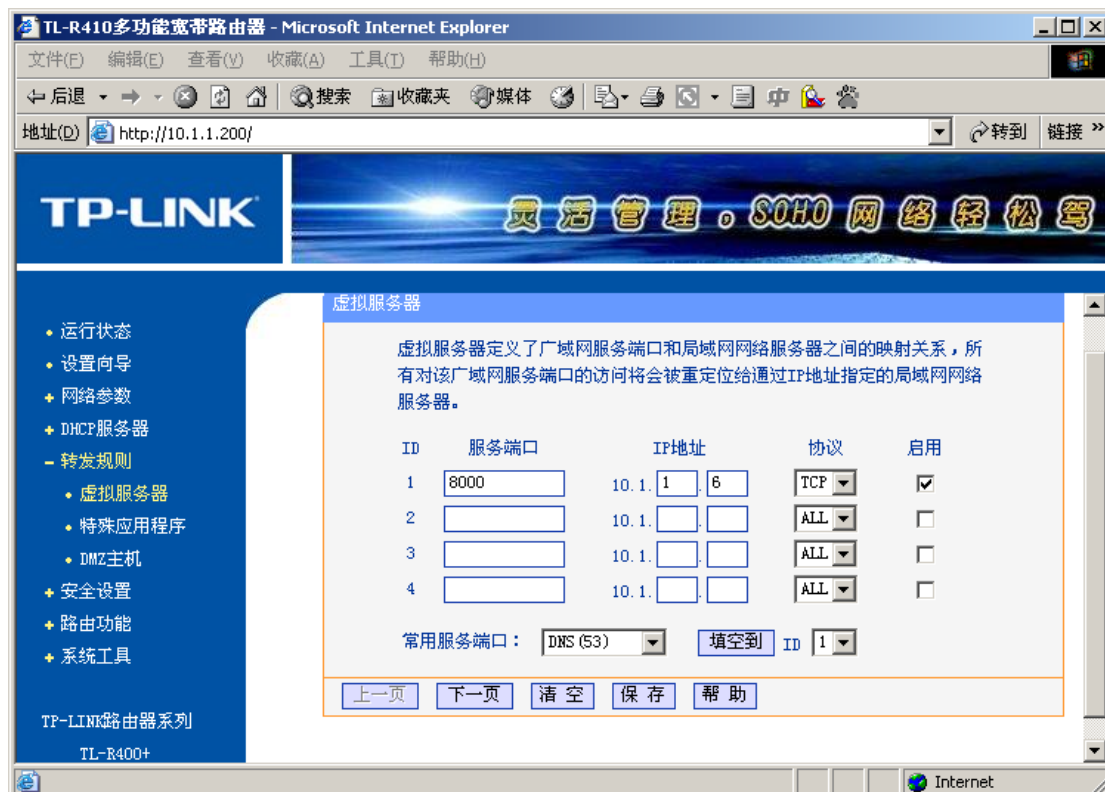 TL-R410多功能宽带路由器 - Microsoft Internet Explorer
文件(F) 编辑(E) 查看(V) 收藏(A) 工具(T) 帮助(H)
后退 搜索 收藏夹 媒体
地址(D) http://10.1.1.200/ 转到 链接 »
TP-LINK
灵活管理。SOHO网络轻松驾
运行状态
设置向导
+ 网络参数
+ DHCP服务器
- 转发规则
虚拟服务器
特殊应用程序
DMZ主机
+ 安全设置
+ 路由功能
+ 系统工具
TP-LINK路由器系列
TL-R400+
虚拟服务器
虚拟服务器定义了广域网服务端口和局域网网络服务器之间的映射关系，所
有对该广域网服务端口的访问将会被重定位给通过IP地址指定的局域网网络
服务器。
ID 服务端口 IP地址 协议 启用
1 8000 10.1.1.6 TCP
2 10.1. . ALL
3 10.1. . ALL
4 10.1. . ALL
常用服务端口： DNS(53) 填空到 ID 1
上一页 下一页 清空 保存 帮助
Internet